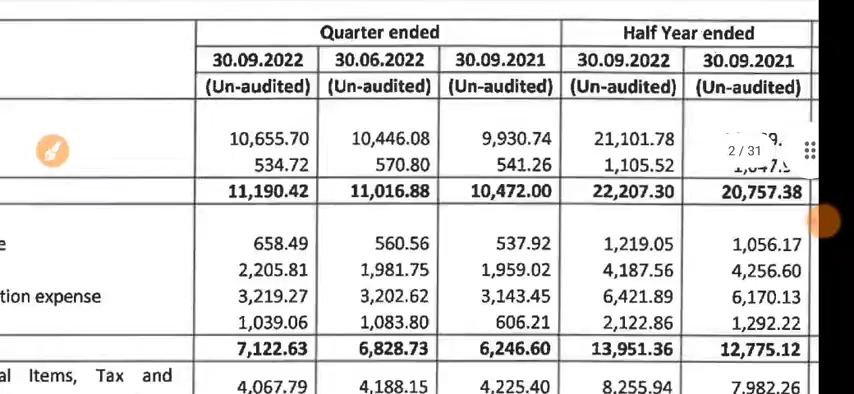 Quarter ended Half Year ended
30.09.2022 30.06.2022 30.09.2021 30.09.2022 30.09.2021
(Un-audited) (Un-audited) (Un-audited) (Un-audited) (Un-audited)
10,655.70 10,446.08 9,930.74 21,101.78
2 / 31
534.72 570.80 541.26 1,105.52
11,190.42 11,016.88 10,472.00 22,207.30 20,757.38
e 658.49 560.56 537.92 1,219.05 1,056.17
2,205.81 1,981.75 1,959.02 4,187.56 4,256.60
tion expense 3,219.27 3,202.62 3,143.45 6,421.89 6,170.13
1,039.06 1,083.80 606.21 2,122.86 1,292.22
7,122.63 6,828.73 6,246.60 13,951.36 12,775.12
al Items, Tax and
4,067.79 4,188.15 4,225.40 8,255.94 7,982.26